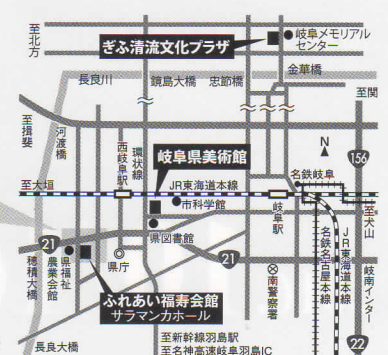 至北方
ぎふ清流文化プラザ
岐阜メモリアル
センター
金華橋
長良川
鏡島大橋
忠節橋
至関
至揖斐
河渡橋
西岐阜駅
環状線
岐阜県美術館
N
156
名鉄岐阜
至大垣
JR東海道本線
市科学館
岐阜駅
至犬山
県図書館
21
県庁
21
穂積大橋
県福祉
農業会館
ふれあい福寿会館
サラマンカホール
南警察署
名鉄名古屋本線
JR東海道本線
岐南インター
22
長良大橋
至新幹線羽島駅
至名神高速岐阜羽島IC